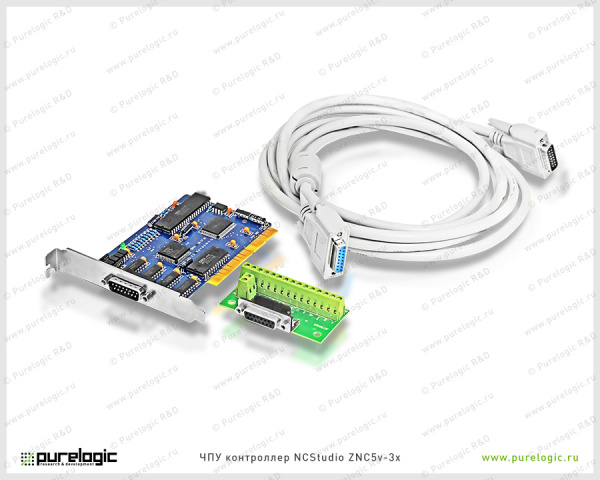 © Purelogic R&D
www.purelogic.ru
purelogic
research & development
ЧПУ контроллер NCStudio ZNC5v-3x
www.purelogic.ru